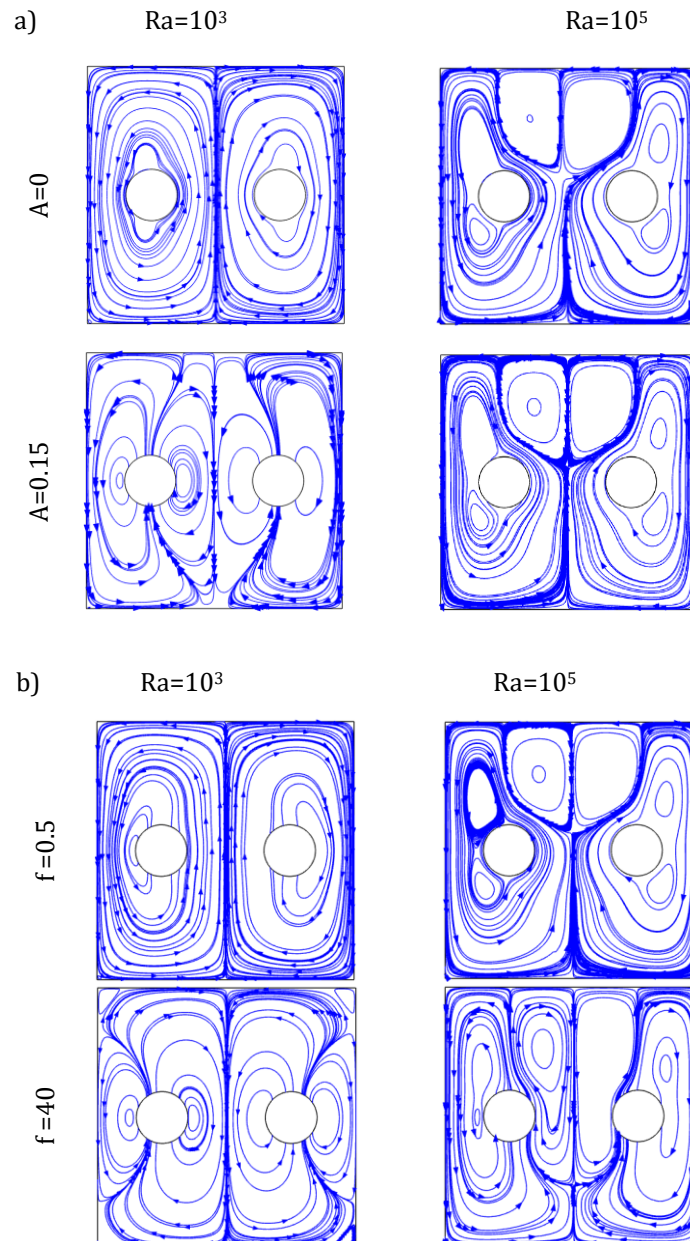 a) Ra=10³ Ra=10⁵
A=0
A=0.15
b) Ra=10³ Ra=10⁵
f =0.5
f =40